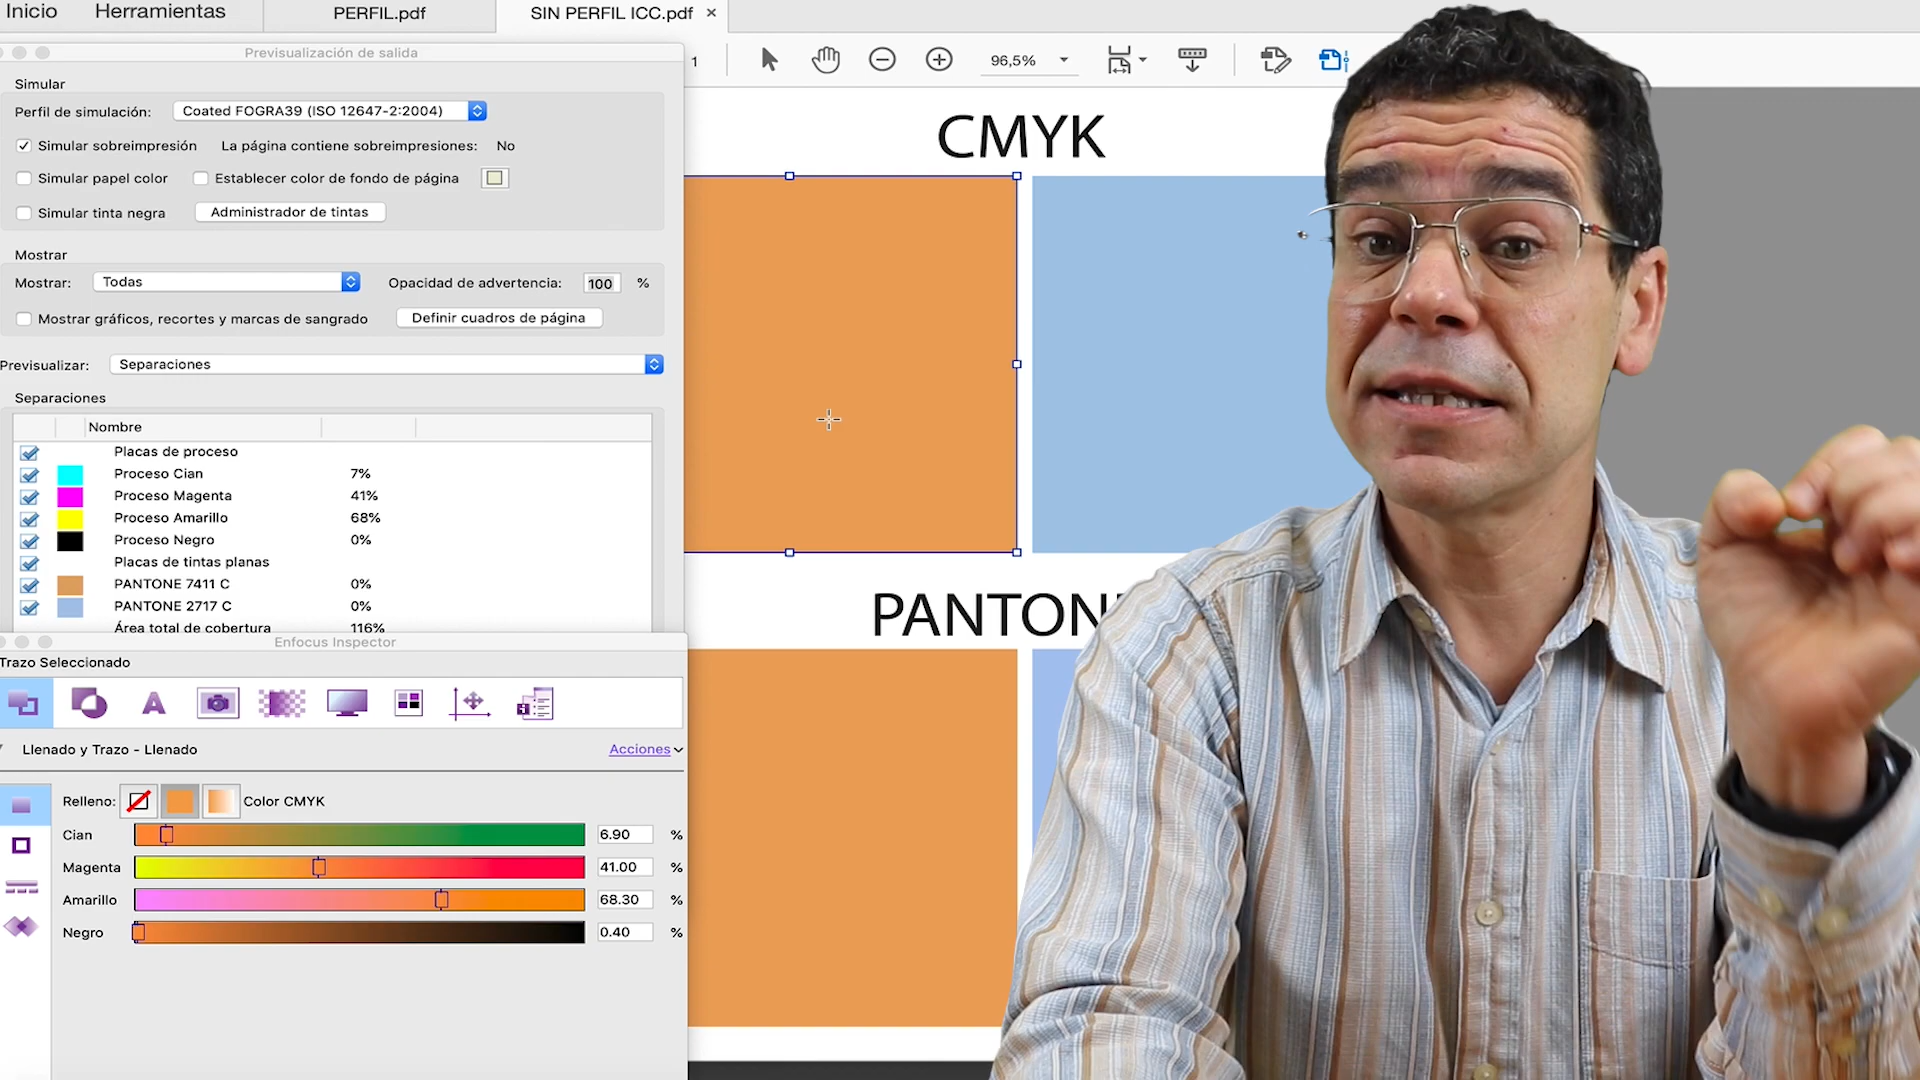 Inicio
Herramientas
PERFIL.pdf
SIN PERFIL ICC.pdf ×
Previsualización de salida
1
96,5%
Simular
Perfil de simulación: Coated FOGRA39 (ISO 12647-2:2004)
Simular sobreimpresión La página contiene sobreimpresiones: No
Simular papel color Establecer color de fondo de página
Simular tinta negra Administrador de tintas
Mostrar
Mostrar: Todas Opacidad de advertencia: 100 %
Mostrar gráficos, recortes y marcas de sangrado Definir cuadros de página
Previsualizar: Separaciones
Separaciones
Nombre
Placas de proceso
Proceso Cian 7%
Proceso Magenta 41%
Proceso Amarillo 68%
Proceso Negro 0%
Placas de tintas planas
PANTONE 7411 C 0%
PANTONE 2717 C 0%
Área total de cobertura 116%
Enfocus Inspector
Trazo Seleccionado
Llenado y Trazo - Llenado Acciones
Relleno: Color CMYK
Cian 6.90 %
Magenta 41.00 %
Amarillo 68.30 %
Negro 0.40 %
CMYK
PANTON